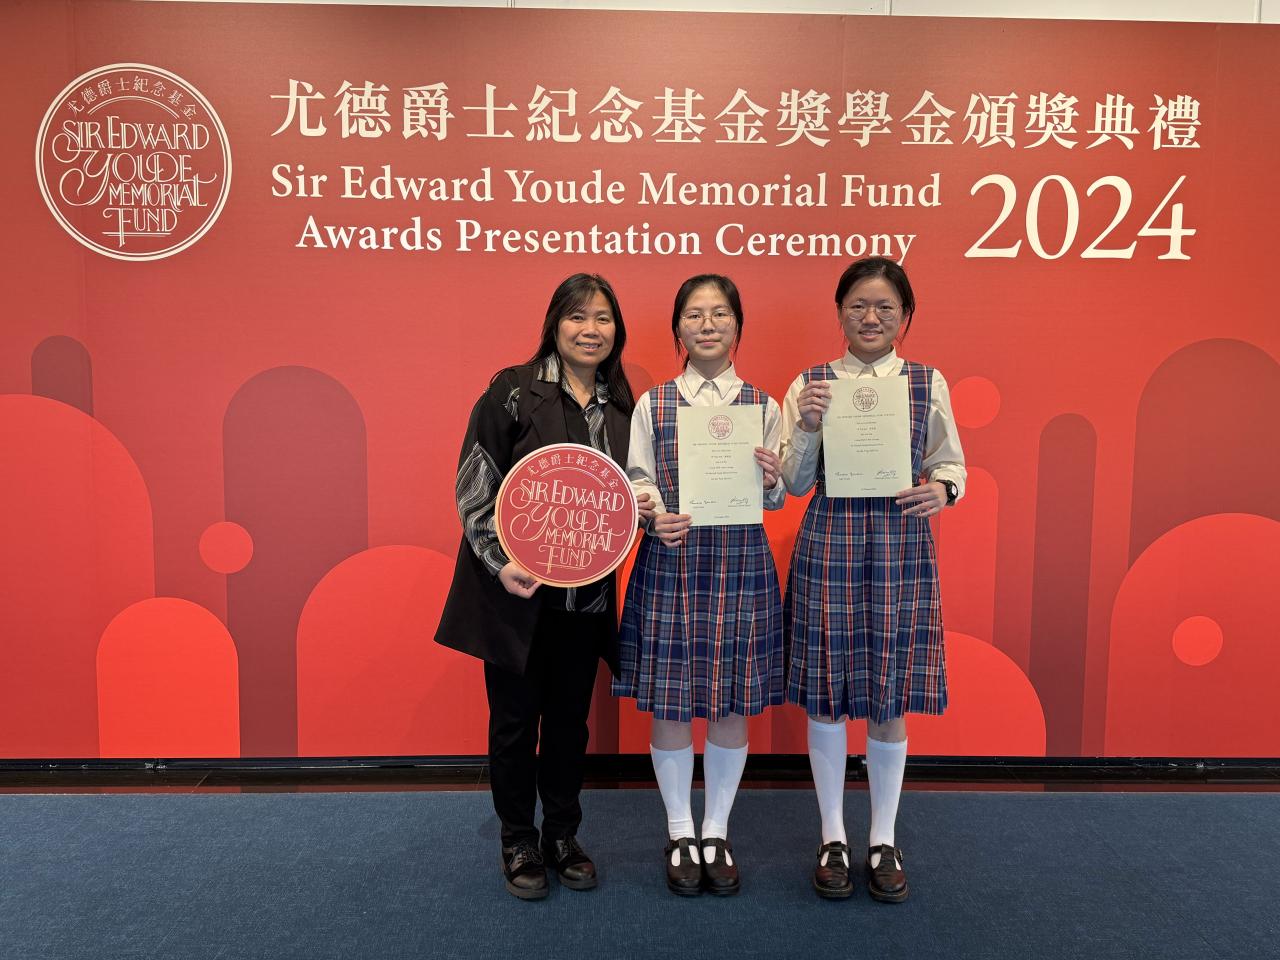 尤德爵士紀念基金
SIR EDWARD
YOUDE
MEMORIAL
FUND
尤德爵士紀念基金獎學金頒獎典禮
Sir Edward Youde Memorial Fund
Awards Presentation Ceremony
2024
尤德爵士紀念基金
SIR EDWARD
YOUDE
MEMORIAL
FUND